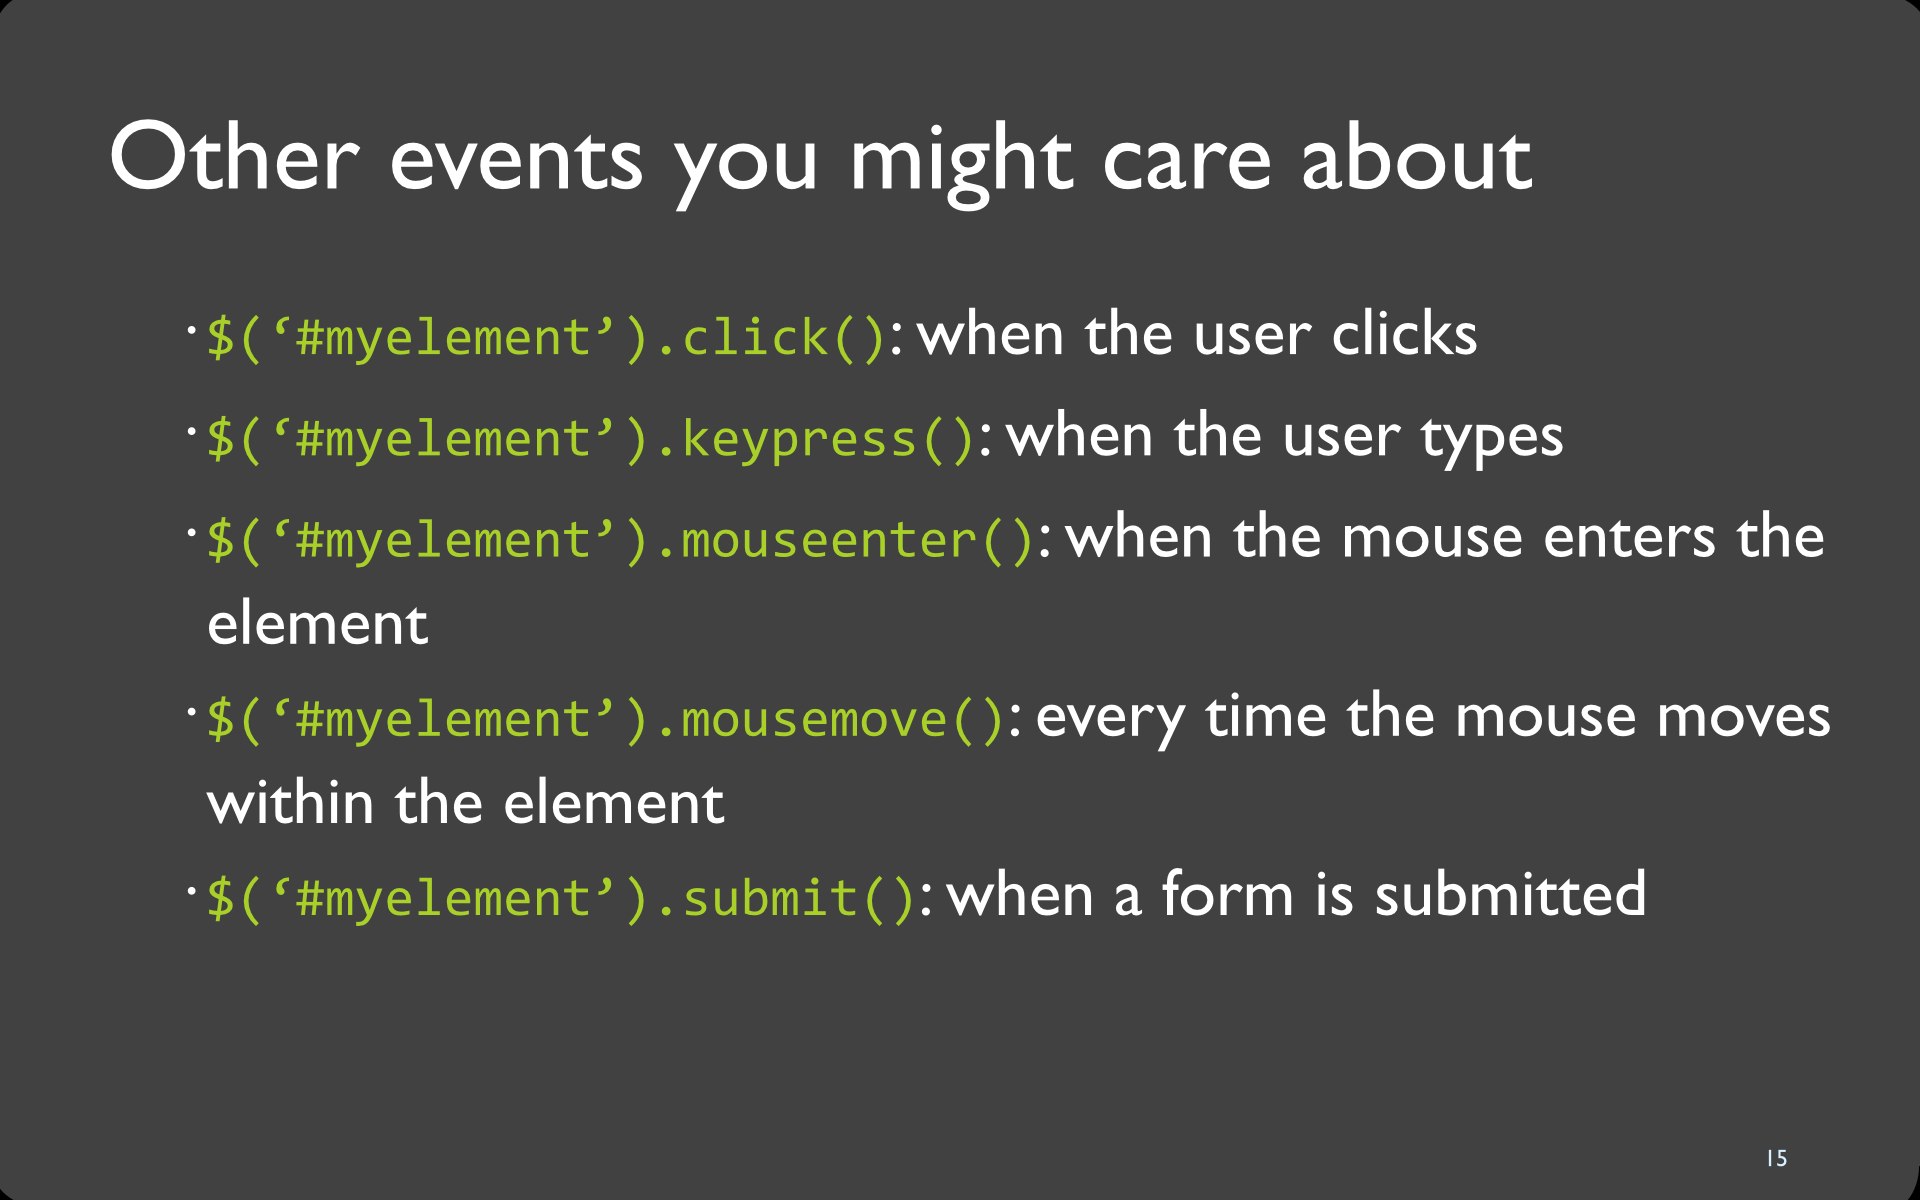 Other events you might care about
· $(‘#myelement’).click(): when the user clicks
· $(‘#myelement’).keypress(): when the user types
· $(‘#myelement’).mouseenter(): when the mouse enters the
element
· $(‘#myelement’).mousemove(): every time the mouse moves
within the element
· $(‘#myelement’).submit(): when a form is submitted
15